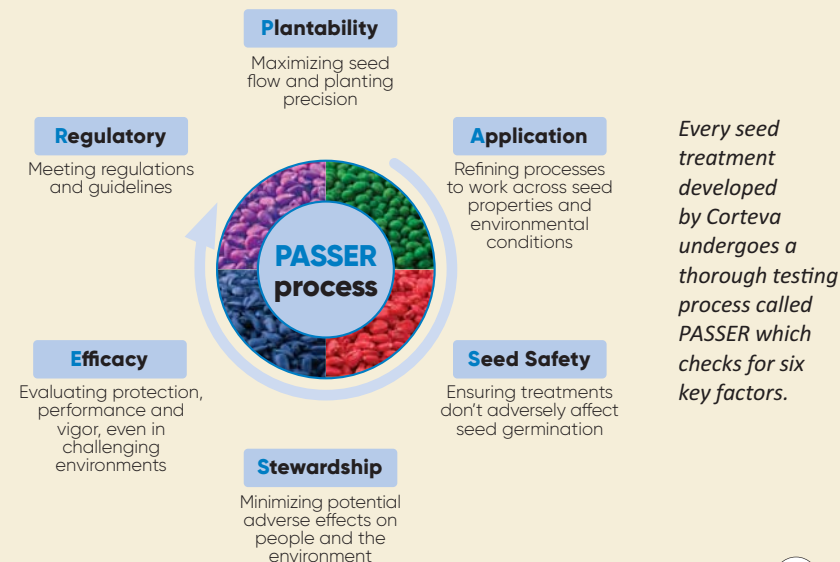 Plantability
Maximizing seed
flow and planting
precision
Application
Refining processes
to work across seed
properties and
environmental
conditions
Seed Safety
Ensuring treatments
don't adversely affect
seed germination
Stewardship
Minimizing potential
adverse effects on
people and the
environment
Efficacy
Evaluating protection,
performance and
vigor, even in
challenging
environments
Regulatory
Meeting regulations
and guidelines
PASSER
process
Every seed
treatment
developed
by Corteva
undergoes a
thorough testing
process called
PASSER which
checks for six
key factors.